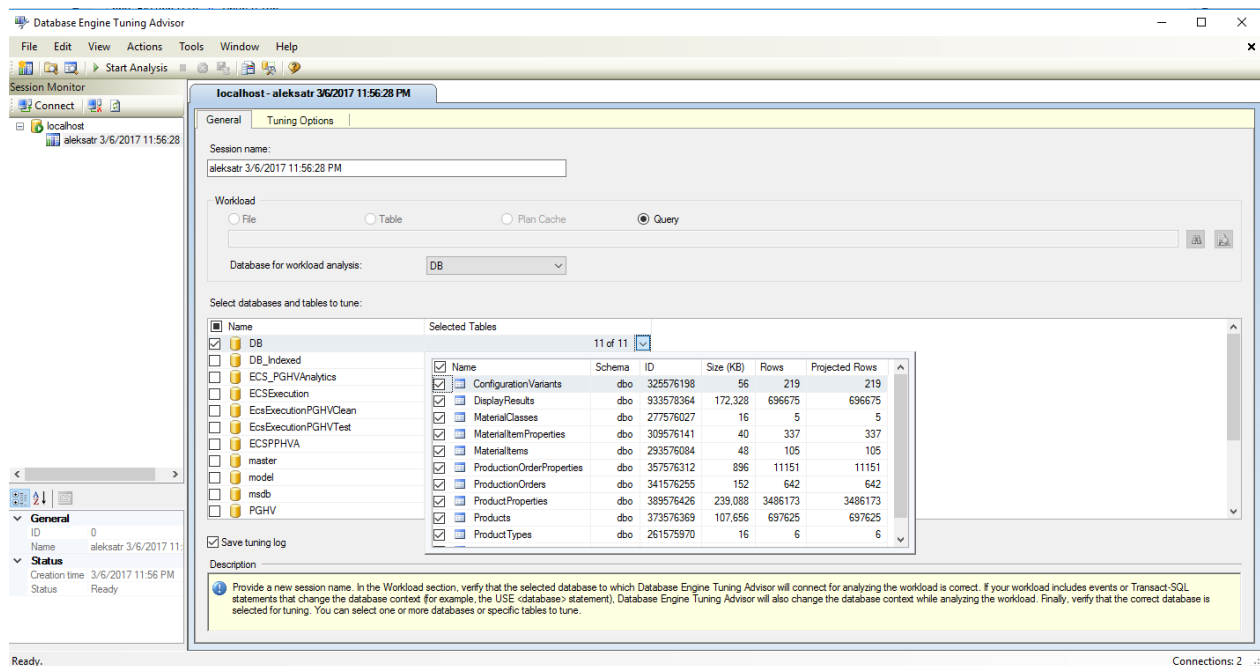 Database Engine Tuning Advisor
File Edit View Actions Tools Window Help
Start Analysis
Session Monitor
Connect
localhost
aleksatr 3/6/2017 11:56:28
localhost - aleksatr 3/6/2017 11:56:28 PM
General Tuning Options
Session name:
aleksatr 3/6/2017 11:56:28 PM
Workload
File Table Plan Cache Query
Database for workload analysis: DB
Select databases and tables to tune:
Name Selected Tables
DB 11 of 11
DB_Indexed
ECS_PGHVAnalytics
ECSExecution
EcsExecutionPGHVClean
EcsExecutionPGHVTest
ECSPPHVA
master
model
msdb
PGHV
Name Schema ID Size (KB) Rows Projected Rows
ConfigurationVariants dbo 325576198 56 219 219
DisplayResults dbo 933578364 172,328 696675 696675
MaterialClasses dbo 277576027 16 5 5
MaterialItemProperties dbo 309576141 40 337 337
MaterialItems dbo 293576084 48 105 105
ProductionOrderProperties dbo 357576312 896 11151 11151
ProductionOrders dbo 341576255 152 642 642
ProductProperties dbo 389576426 239,088 3486173 3486173
Products dbo 373576369 107,656 697625 697625
ProductTypes dbo 261575970 16 6 6
Save tuning log
General
ID 0
Name aleksatr 3/6/2017 11:
Status
Creation time 3/6/2017 11:56 PM
Status Ready
Description
Provide a new session name. In the Workload section, verify that the selected database to which Database Engine Tuning Advisor will connect for analyzing the workload is correct. If your workload includes events or Transact-SQL
statements that change the database context (for example, the USE <database> statement), Database Engine Tuning Advisor will also change the database context while analyzing the workload. Finally, verify that the correct database is
selected for tuning. You can select one or more databases or specific tables to tune.
Ready. Connections: 2